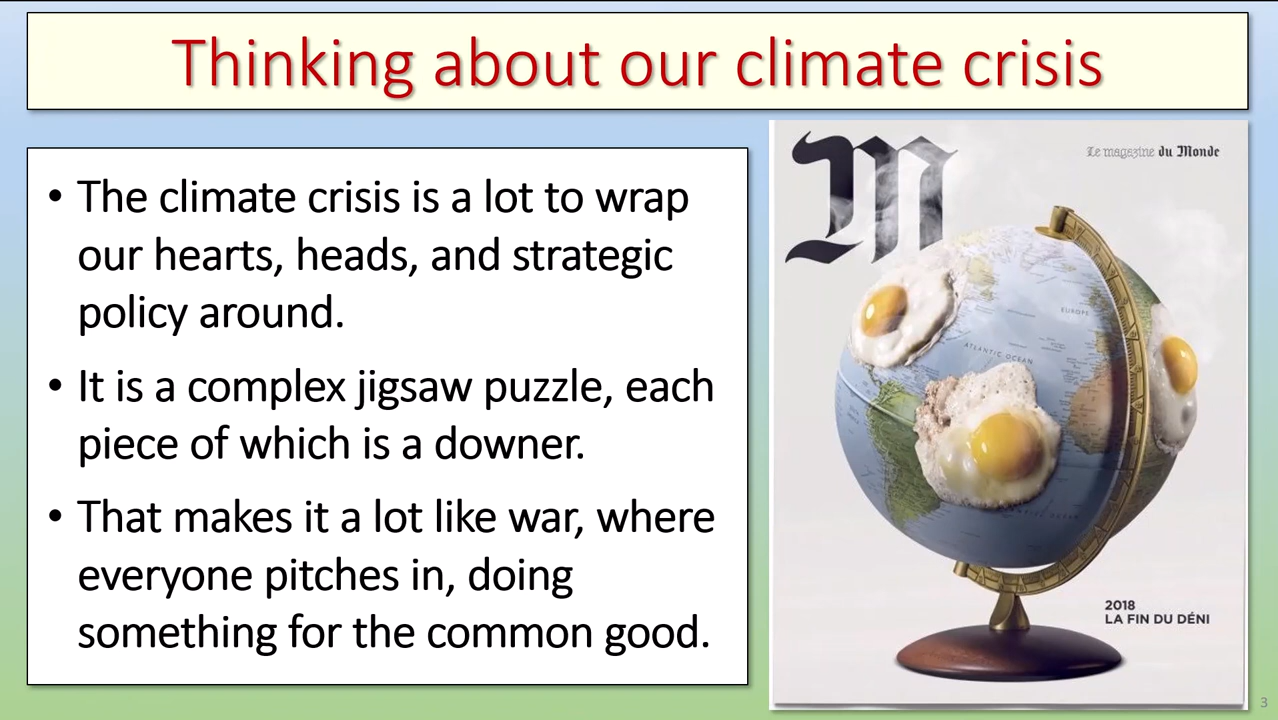 Thinking about our climate crisis
• The climate crisis is a lot to wrap
our hearts, heads, and strategic
policy around.
• It is a complex jigsaw puzzle, each
piece of which is a downer.
• That makes it a lot like war, where
everyone pitches in, doing
something for the common good.
M
Le magazine du Monde
EUROPE
ATLANTIC OCEAN
2018
LA FIN DU DÉNI
3